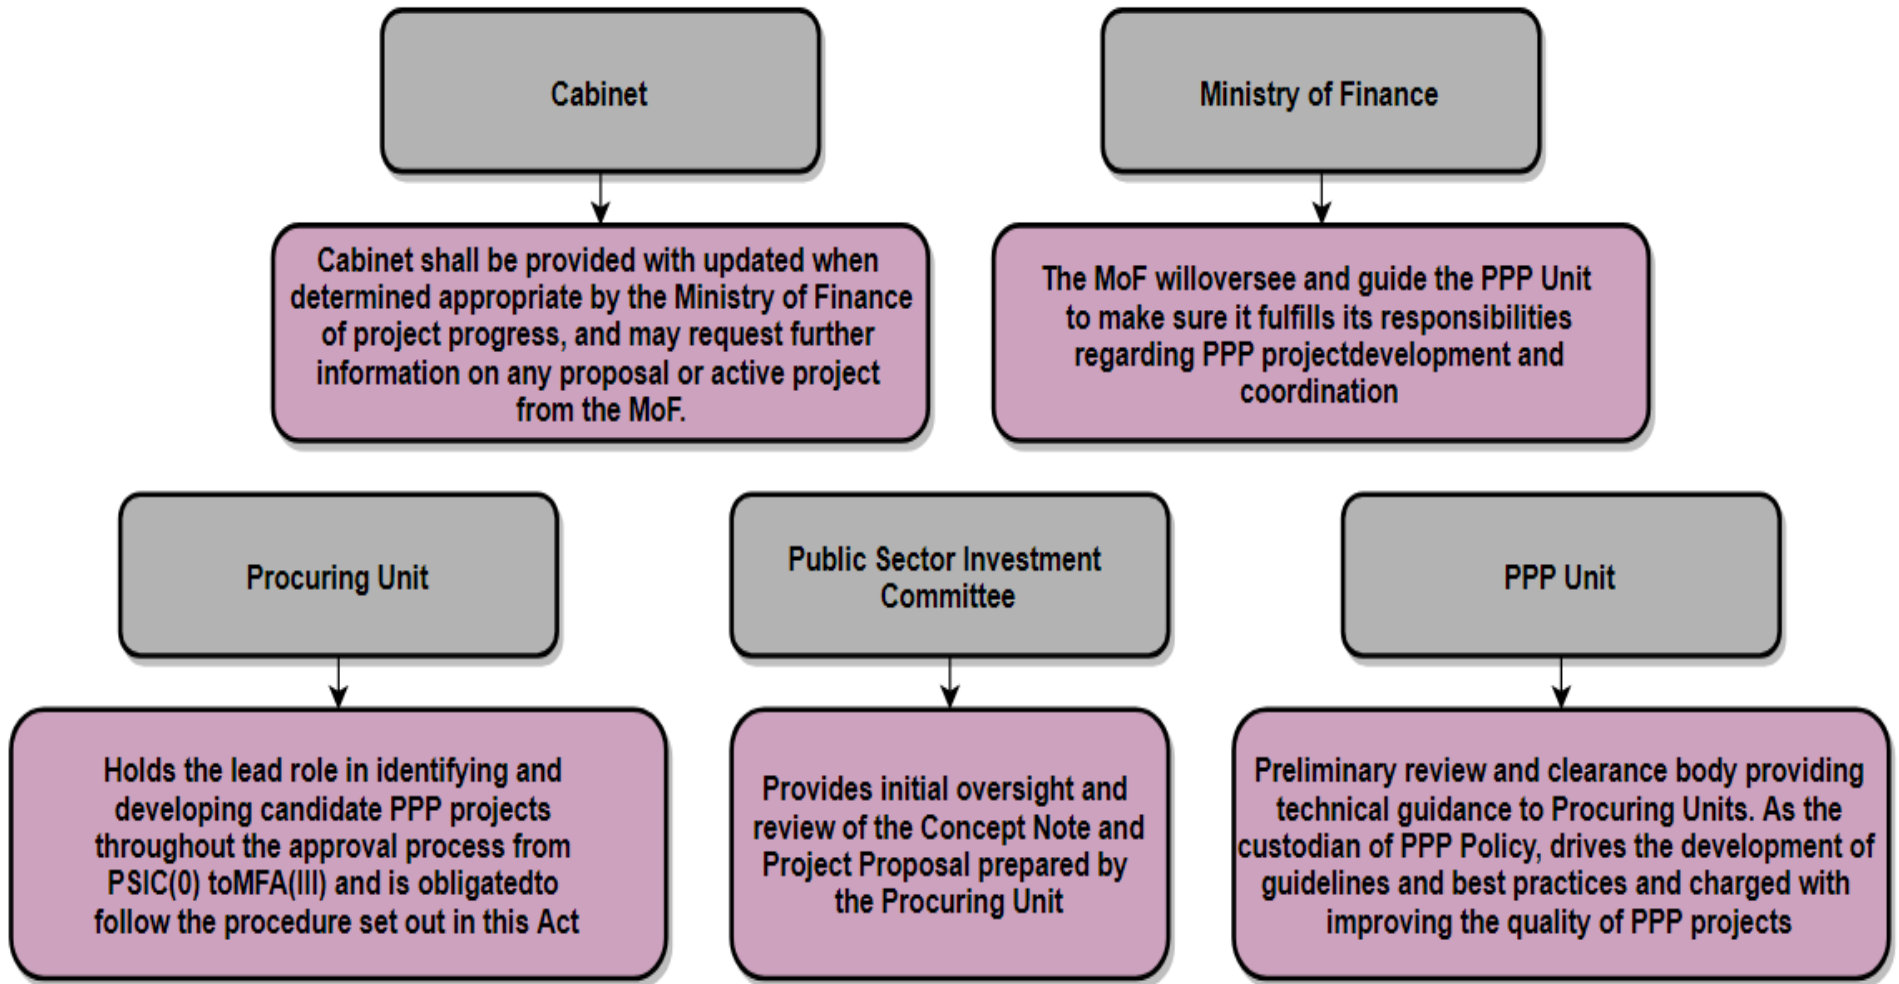 Cabinet
Ministry of Finance
Cabinet shall be provided with updated when
determined appropriate by the Ministry of Finance
of project progress, and may request further
information on any proposal or active project
from the MoF.
The MoF willoversee and guide the PPP Unit
to make sure it fulfills its responsibilities
regarding PPP projectdevelopment and
coordination
Procuring Unit
Public Sector Investment
Committee
PPP Unit
Holds the lead role in identifying and
developing candidate PPP projects
throughout the approval process from
PSIC(0) toMFA(III) and is obligatedto
follow the procedure set out in this Act
Provides initial oversight and
review of the Concept Note and
Project Proposal prepared by
the Procuring Unit
Preliminary review and clearance body providing
technical guidance to Procuring Units. As the
custodian of PPP Policy, drives the development of
guidelines and best practices and charged with
improving the quality of PPP projects